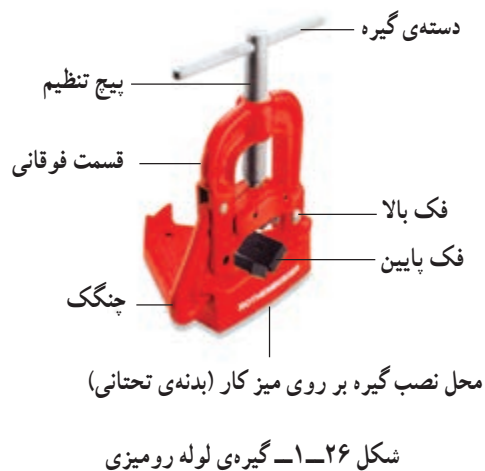 دسته‌ی گیره
پیچ تنظیم
قسمت فوقانی
فک بالا
فک پایین
چنگک
ROTHENBERGER
محل نصب گیره بر روی میز کار (بدنه‌ی تحتانی)
شکل ۲۶ــ۱ــ گیره‌ی لوله رومیزی